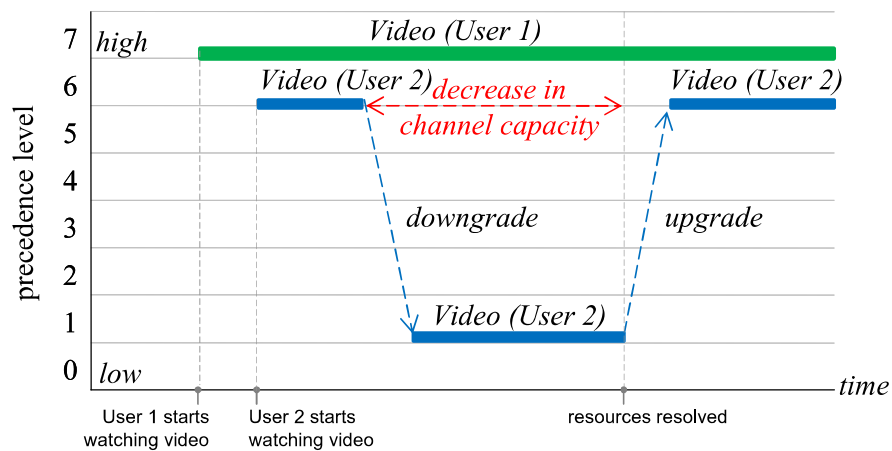 precedence level
7
6
5
4
3
2
1
0
high
low
Video (User 1)
Video (User 2)
decrease in
channel capacity
Video (User 2)
downgrade
upgrade
Video (User 2)
time
User 1 starts
watching video
User 2 starts
watching video
resources resolved